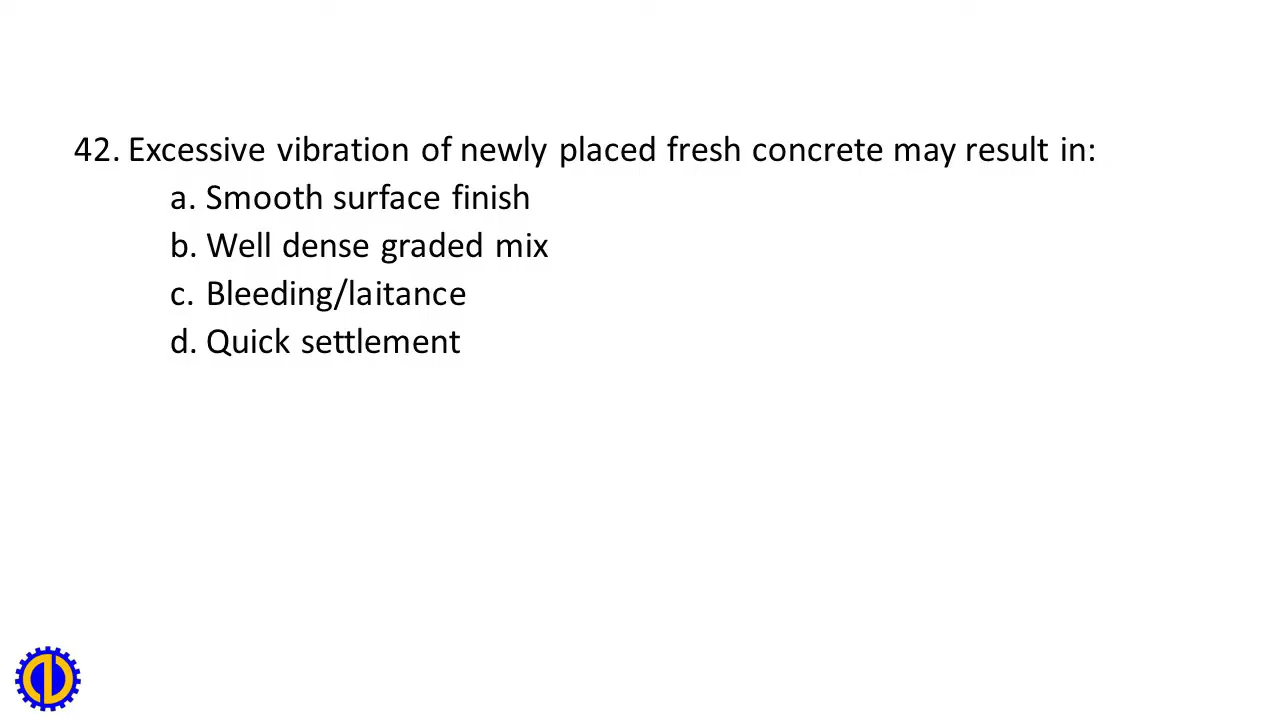 42. Excessive vibration of newly placed fresh concrete may result in:
a. Smooth surface finish
b. Well dense graded mix
c. Bleeding/laitance
d. Quick settlement